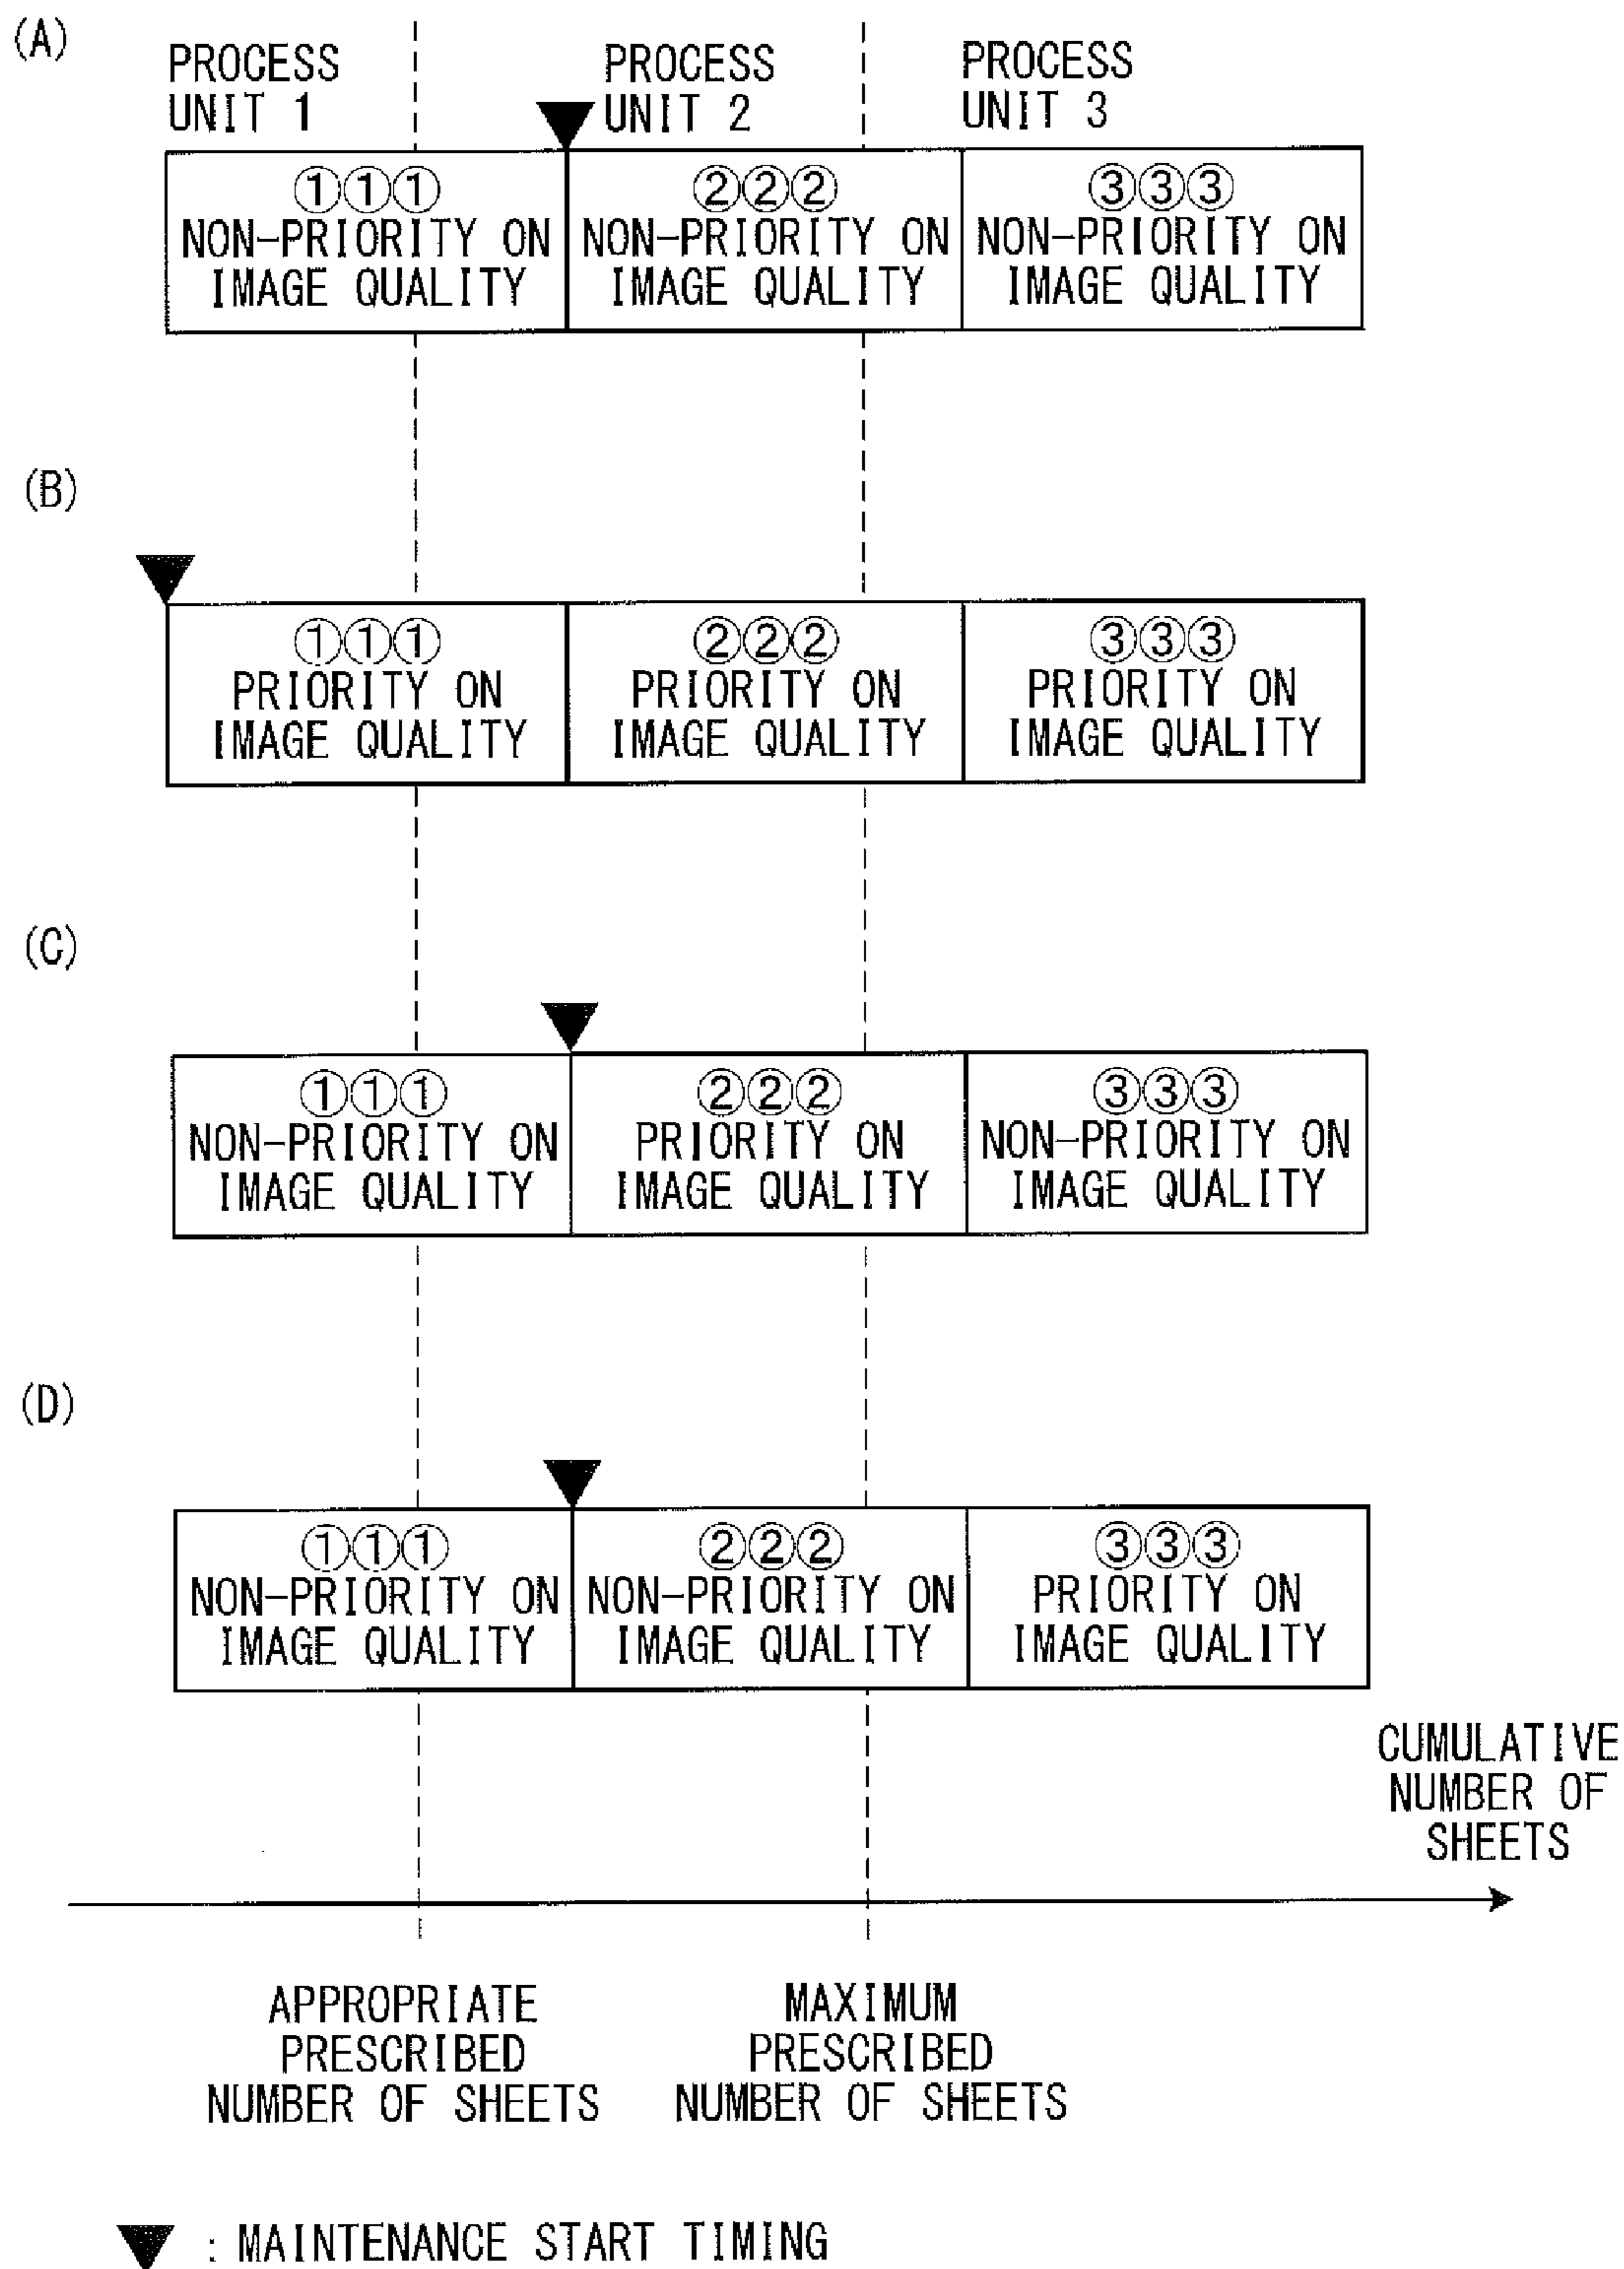 (A)
PROCESS UNIT 1
PROCESS UNIT 2
PROCESS UNIT 3
①①①
NON-PRIORITY ON
IMAGE QUALITY
②②②
NON-PRIORITY ON
IMAGE QUALITY
③③③
NON-PRIORITY ON
IMAGE QUALITY
(B)
①①①
PRIORITY ON
IMAGE QUALITY
②②②
PRIORITY ON
IMAGE QUALITY
③③③
PRIORITY ON
IMAGE QUALITY
(C)
①①①
NON-PRIORITY ON
IMAGE QUALITY
②②②
PRIORITY ON
IMAGE QUALITY
③③③
NON-PRIORITY ON
IMAGE QUALITY
(D)
①①①
NON-PRIORITY ON
IMAGE QUALITY
②②②
NON-PRIORITY ON
IMAGE QUALITY
③③③
PRIORITY ON
IMAGE QUALITY
CUMULATIVE
NUMBER OF
SHEETS
APPROPRIATE
PRESCRIBED
NUMBER OF SHEETS
MAXIMUM
PRESCRIBED
NUMBER OF SHEETS
▼ : MAINTENANCE START TIMING